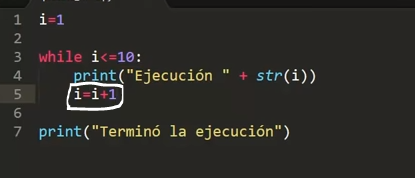 1 i=1
2
3 while i<=10:
4 print("Ejecución " + str(i))
5 i=i+1
6
7 print("Terminó la ejecución")